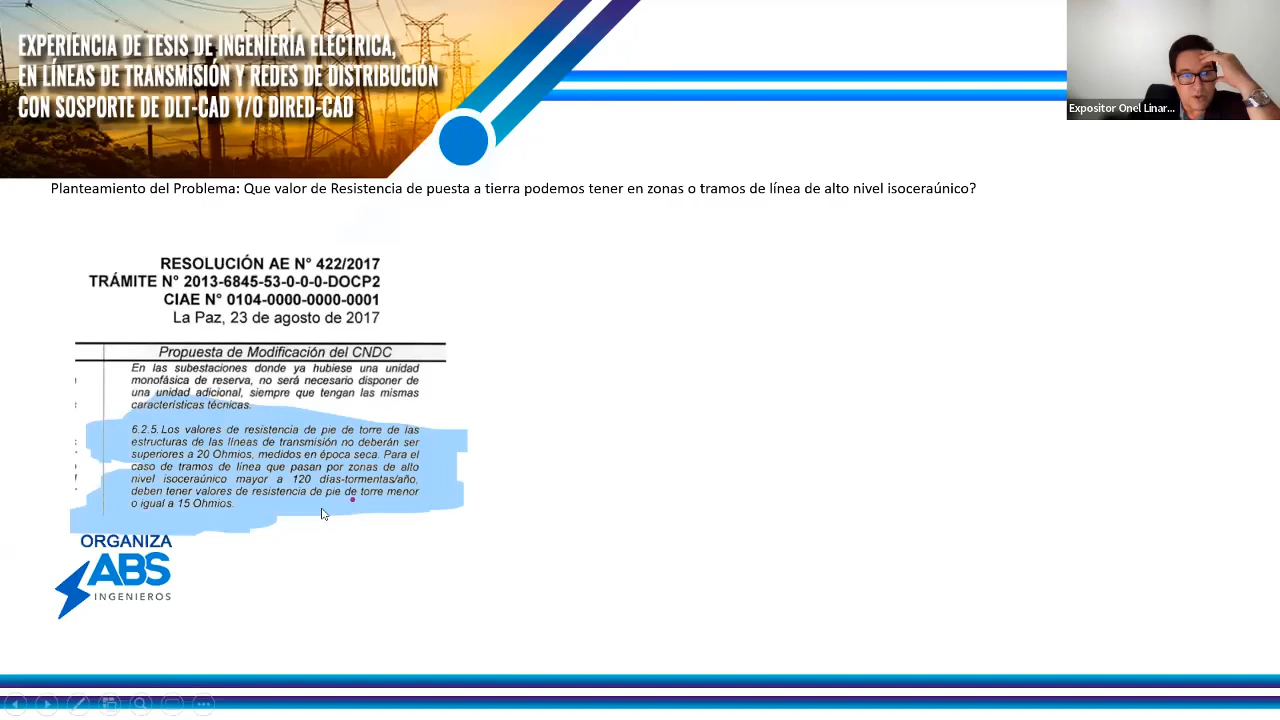 EXPERIENCIA DE TESIS DE INGENIERÍA ELÉCTRICA,
EN LÍNEAS DE TRANSMISIÓN Y REDES DE DISTRIBUCIÓN
CON SOSPORTE DE DLT-CAD Y/O DIRED-CAD
Expositor Onel Linar...
Planteamiento del Problema: Que valor de Resistencia de puesta a tierra podemos tener en zonas o tramos de línea de alto nivel isoceraúnico?
RESOLUCIÓN AE N° 422/2017
TRÁMITE N° 2013-6845-53-0-0-0-DOCP2
CIAE N° 0104-0000-0000-0001
La Paz, 23 de agosto de 2017
Propuesta de Modificación del CNDC
En las subestaciones donde ya hubiese una unidad
monofásica de reserva, no será necesario disponer de
una unidad adicional, siempre que tengan las mismas
características técnicas.
6.2.5. Los valores de resistencia de pie de torre de las
estructuras de las líneas de transmisión no deberán ser
superiores a 20 Ohmios, medidos en época seca. Para el
caso de tramos de línea que pasan por zonas de alto
nivel isoceraúnico mayor a 120 días-tormentas/año,
deben tener valores de resistencia de pie de torre menor
o igual a 15 Ohmios.
ORGANIZA
ABS
INGENIEROS